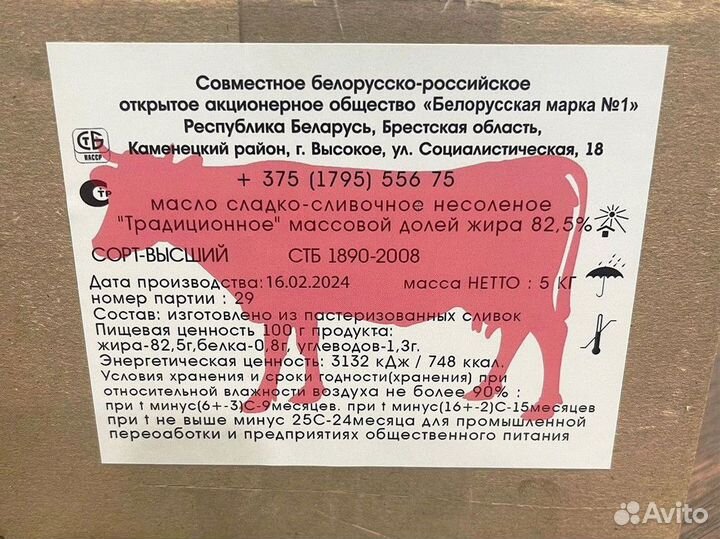 Совместное белорусско-российское
открытое акционерное общество «Белорусская марка №1»
Республика Беларусь, Брестская область,
Каменецкий район, г. Высокое, ул. Социалистическая, 18
+ 375 (1795) 556 75
масло сладко-сливочное несоленое
"Традиционное" массовой долей жира 82,5%
СОРТ-ВЫСШИЙ СТБ 1890-2008
Дата производства:16.02.2024 масса НЕТТО : 5 КГ
номер партии : 29
Состав: изготовлено из пастеризованных сливок
Пищевая ценность 100 г продукта:
жира-82,5г,белка-0,8г, углеводов-1,3г.
Энергетическая ценность: 3132 кДж / 748 ккал.
Условия хранения и сроки годности(хранения) при
относительной влажности воздуха не более 90% :
при t минус(6+-3)С-9месяцев. при t минус(16+-2)С-15месяцев
при t не выше минус 25С-24месяца для промышленной
переоаботки и предприятиях общественного питания
СТБ
НАССР
ТР
Avito